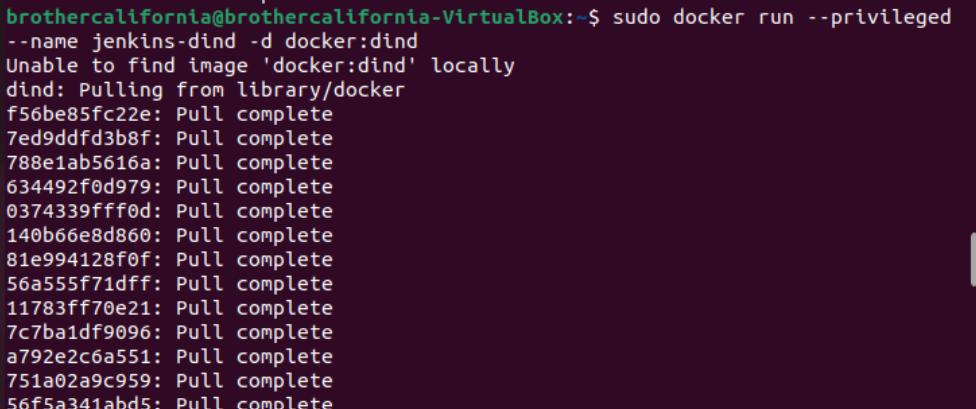 brothercalifornia@brothercalifornia-VirtualBox:~$ sudo docker run --privileged
--name jenkins-dind -d docker:dind
Unable to find image 'docker:dind' locally
dind: Pulling from library/docker
f56be85fc22e: Pull complete
7ed9ddfd3b8f: Pull complete
788e1ab5616a: Pull complete
634492f0d979: Pull complete
0374339fff0d: Pull complete
140b66e8d860: Pull complete
81e994128f0f: Pull complete
56a555f71dff: Pull complete
11783ff70e21: Pull complete
7c7ba1df9096: Pull complete
a792e2c6a551: Pull complete
751a02a9c959: Pull complete
56f5a341abd5: Pull complete